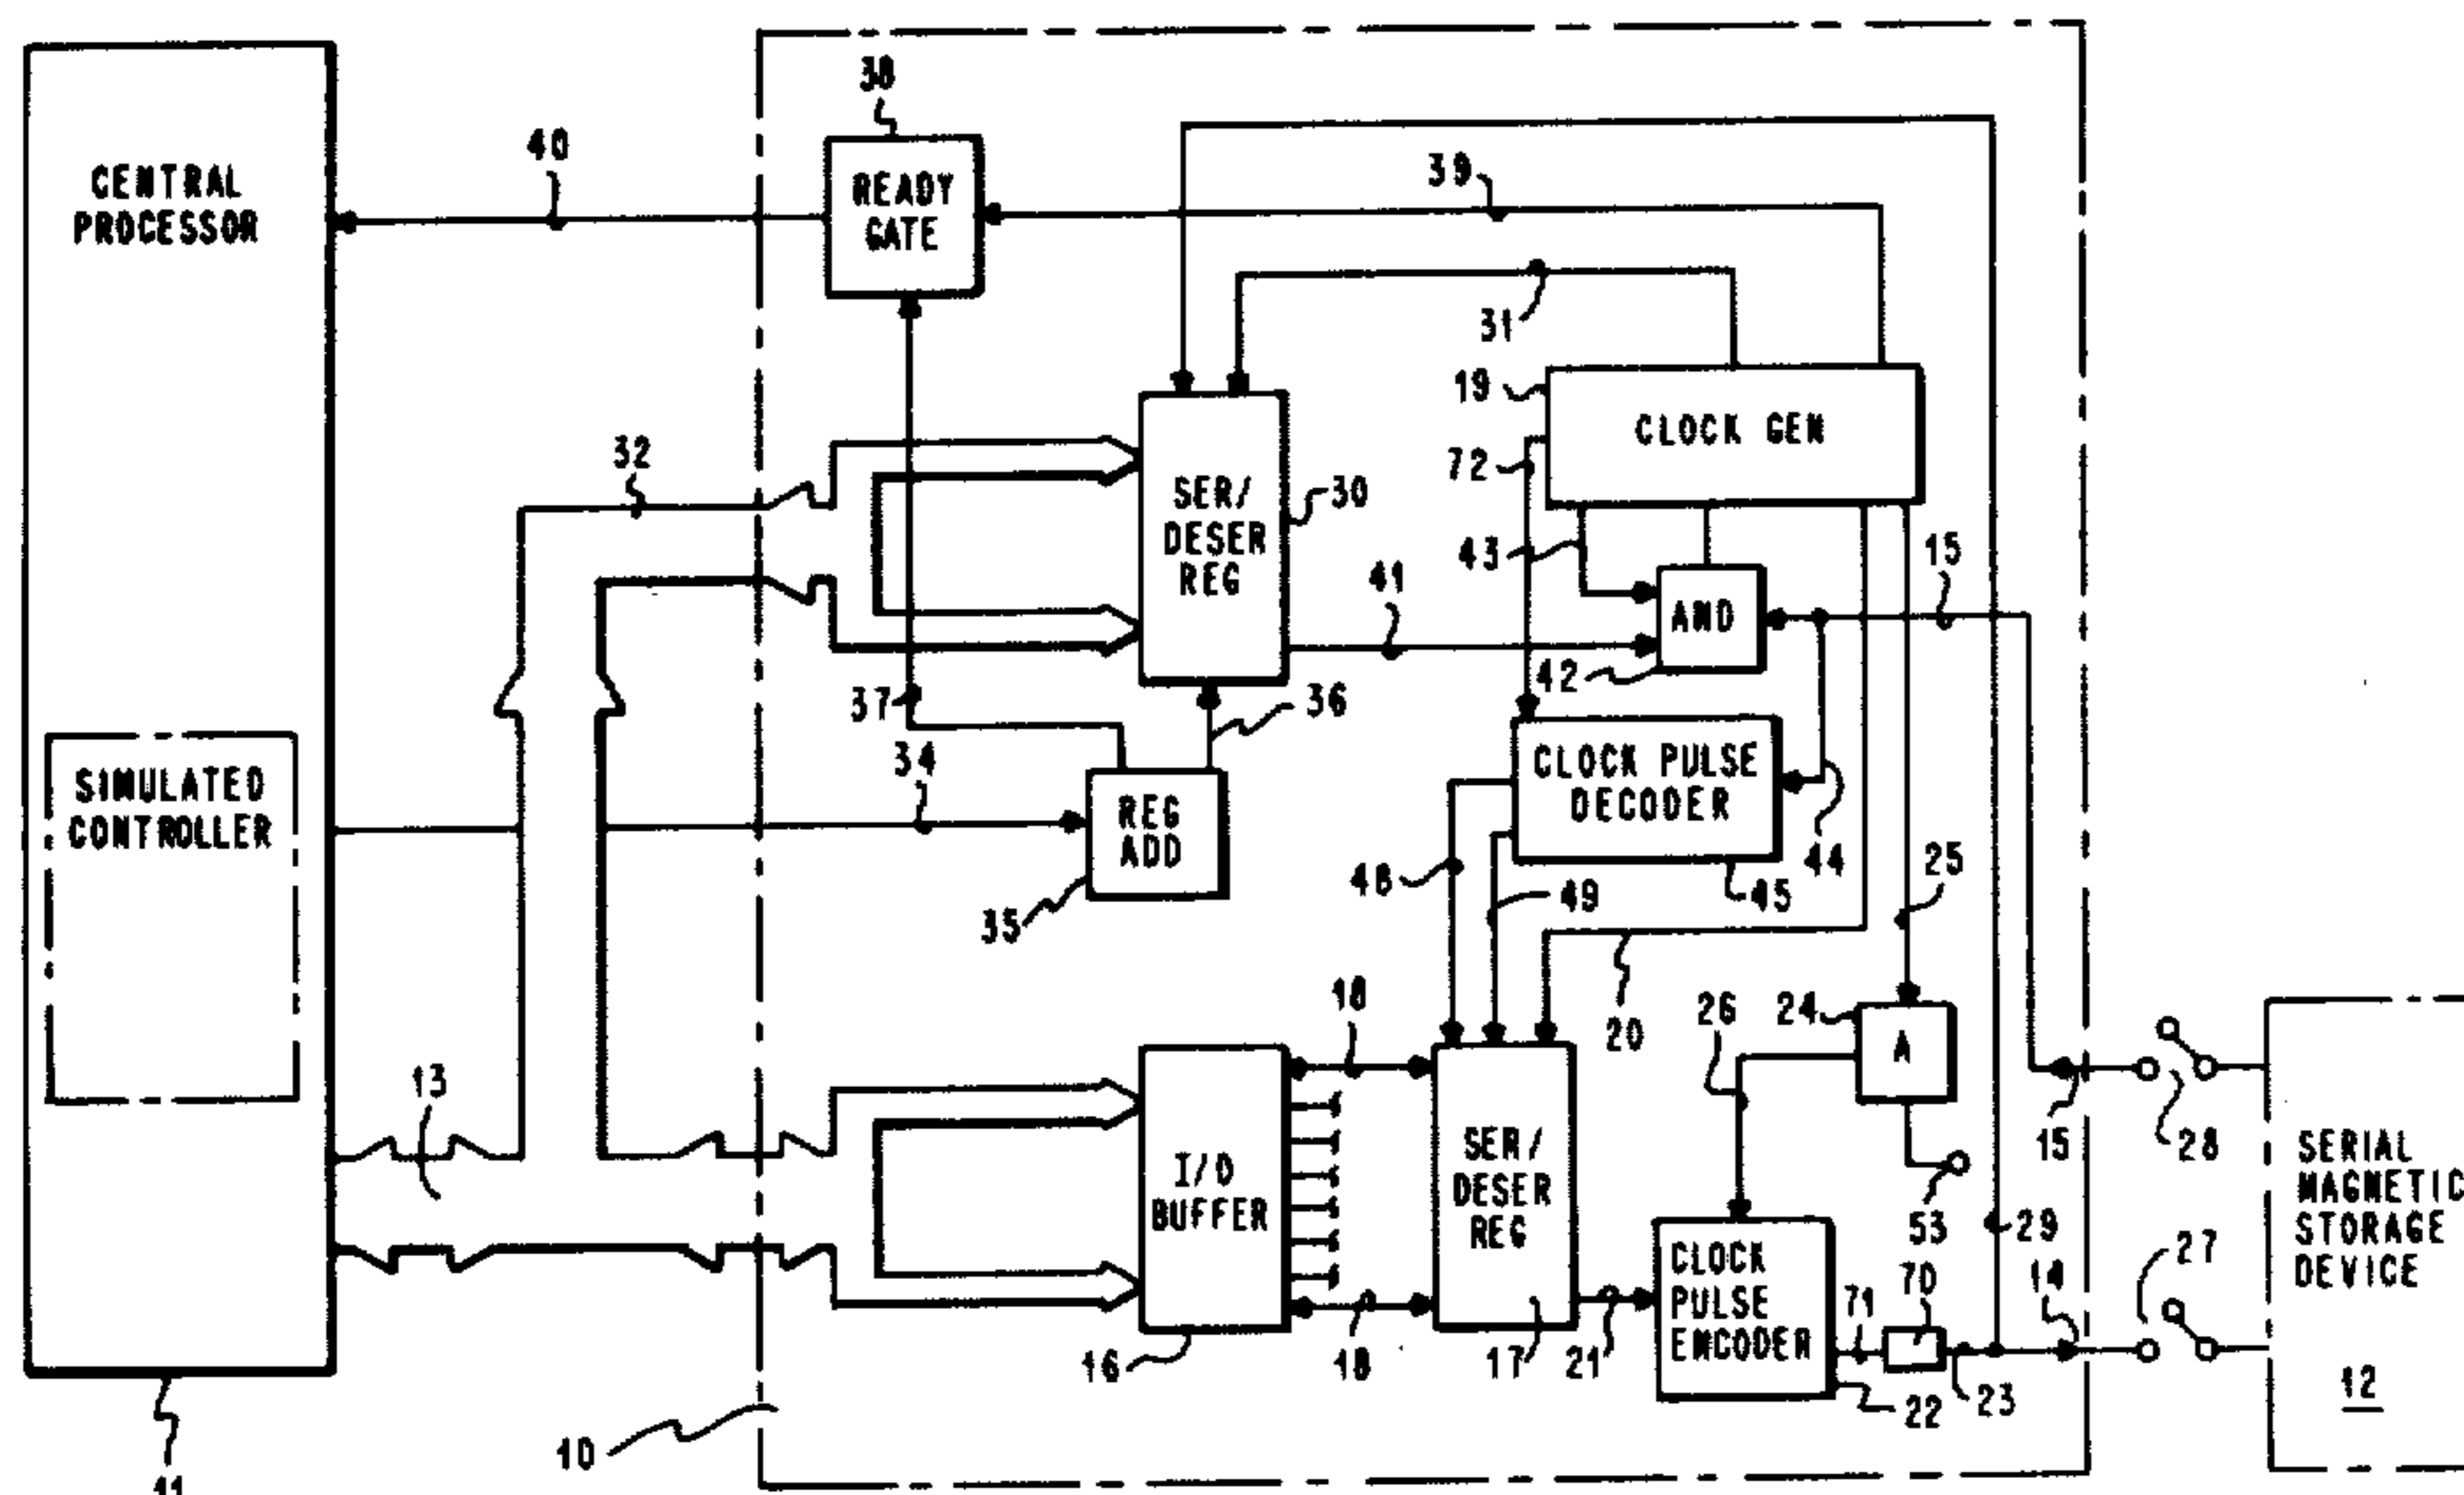 38
40
CENTRAL
PROCESSOR
READY
GATE
39
31
19
CLOCK GEN
32
72
SER/
DESER
REG
30
43
15
41
AND
42
37
36
34
SIMULATED
CONTROLLER
REG
ADD
CLOCK PULSE
DECODER
44
25
48
49
45
35
18
26
24
20
A
13
15
28
SERIAL
MAGNETIC
STORAGE
DEVICE
I/O
BUFFER
SER/
DESER
REG
53
29
27
CLOCK
PULSE
ENCODER
70
14
71
16
18
17
21
22
23
12
10
11